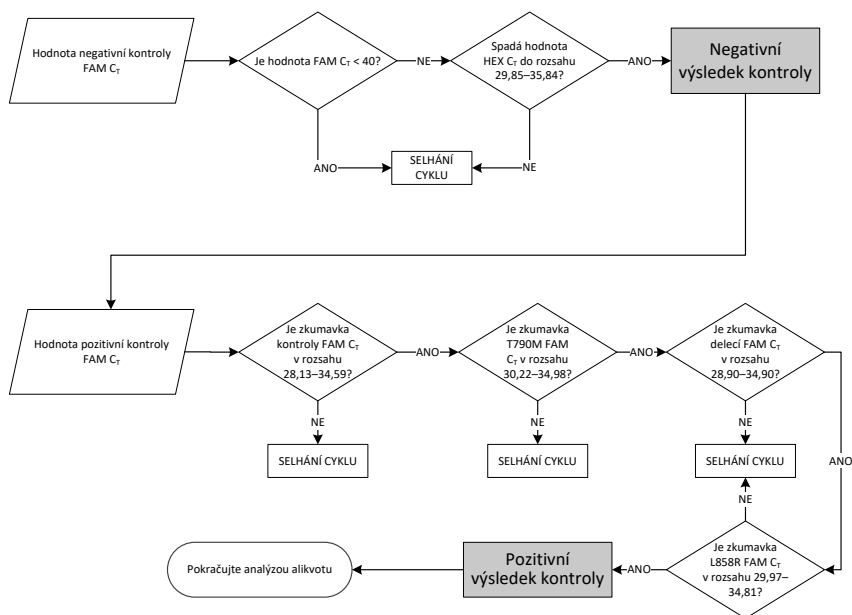 Hodnota negativní kontroly
FAM CT
Je hodnota FAM CT < 40?
NE
Spadá hodnota
HEX CT do rozsahu
29,85–35,84?
ANO
Negativní
výsledek kontroly
ANO
SELHÁNÍ
CYKLU
NE
Hodnota pozitivní kontroly
FAM CT
Je zkumavka
kontroly FAM CT
v rozsahu
28,13–34,59?
ANO
Je zkumavka
T790M FAM
CT v rozsahu
30,22–34,98?
ANO
Je zkumavka
delecí FAM CT
v rozsahu
28,90–34,90?
NE
NE
NE
SELHÁNÍ CYKLU
SELHÁNÍ CYKLU
SELHÁNÍ CYKLU
ANO
NE
Pokračujte analýzou alikvotu
Pozitivní
výsledek kontroly
ANO
Je zkumavka
L858R FAM CT
v rozsahu 29,97–
34,81?